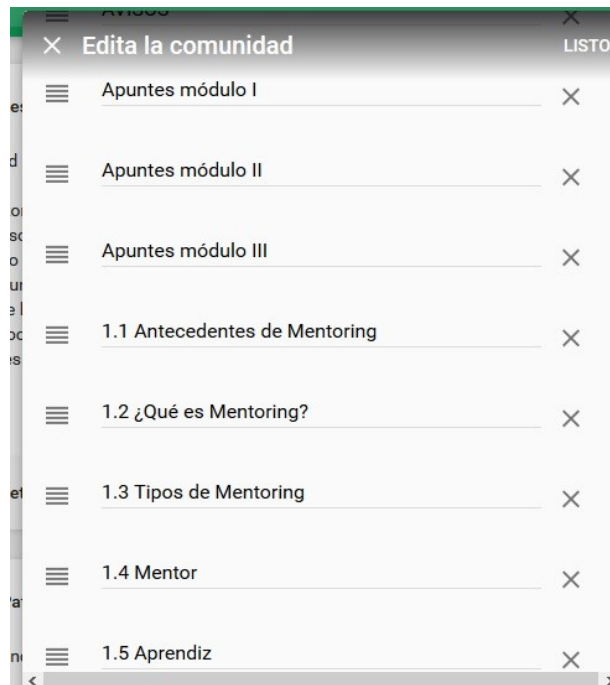 AVISOS
Edita la comunidad
LISTO
Apuntes módulo I
Apuntes módulo II
Apuntes módulo III
1.1 Antecedentes de Mentoring
1.2 ¿Qué es Mentoring?
1.3 Tipos de Mentoring
1.4 Mentor
1.5 Aprendiz